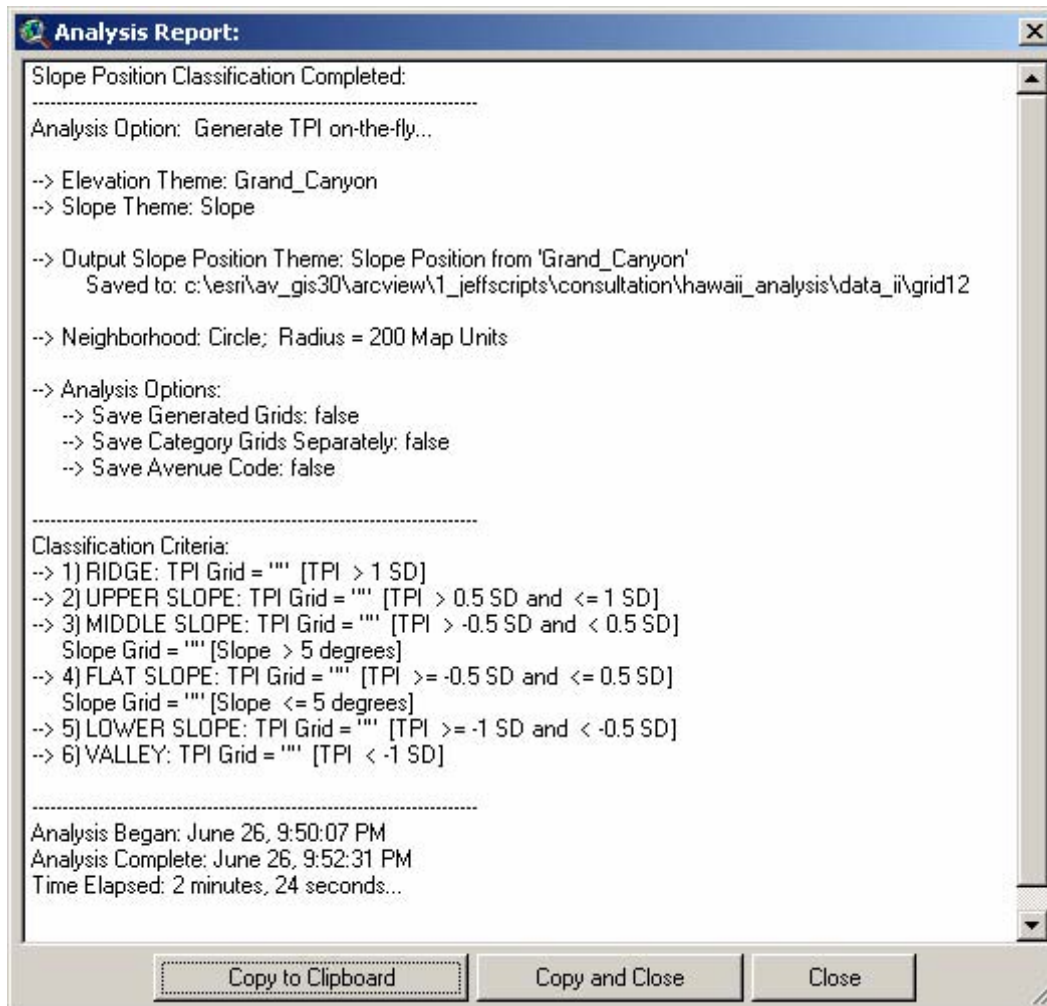 Analysis Report:
Slope Position Classification Completed:
--------------------------------------------------------------------------
Analysis Option:  Generate TPI on-the-fly...
--> Elevation Theme: Grand_Canyon
--> Slope Theme: Slope
--> Output Slope Position Theme: Slope Position from 'Grand_Canyon'
Saved to: c:\esri\av_gis30\arcview\1_jeffscripts\consultation\hawaii_analysis\data_ii\grid12
--> Neighborhood: Circle;  Radius = 200 Map Units
--> Analysis Options:
--> Save Generated Grids: false
--> Save Category Grids Separately: false
--> Save Avenue Code: false
--------------------------------------------------------------------------
Classification Criteria:
--> 1) RIDGE: TPI Grid = ""  [TPI  > 1 SD]
--> 2) UPPER SLOPE: TPI Grid = ""  [TPI  > 0.5 SD and  <= 1 SD]
--> 3) MIDDLE SLOPE: TPI Grid = ""  [TPI  > -0.5 SD and  < 0.5 SD]
Slope Grid = "" [Slope  > 5 degrees]
--> 4) FLAT SLOPE: TPI Grid = ""  [TPI  >= -0.5 SD and  <= 0.5 SD]
Slope Grid = "" [Slope  <= 5 degrees]
--> 5) LOWER SLOPE: TPI Grid = ""  [TPI  >= -1 SD and  < -0.5 SD]
--> 6) VALLEY: TPI Grid = ""  [TPI  < -1 SD]
--------------------------------------------------------------------------
Analysis Began: June 26, 9:50:07 PM
Analysis Complete: June 26, 9:52:31 PM
Time Elapsed: 2 minutes, 24 seconds...
Copy to Clipboard
Copy and Close
Close